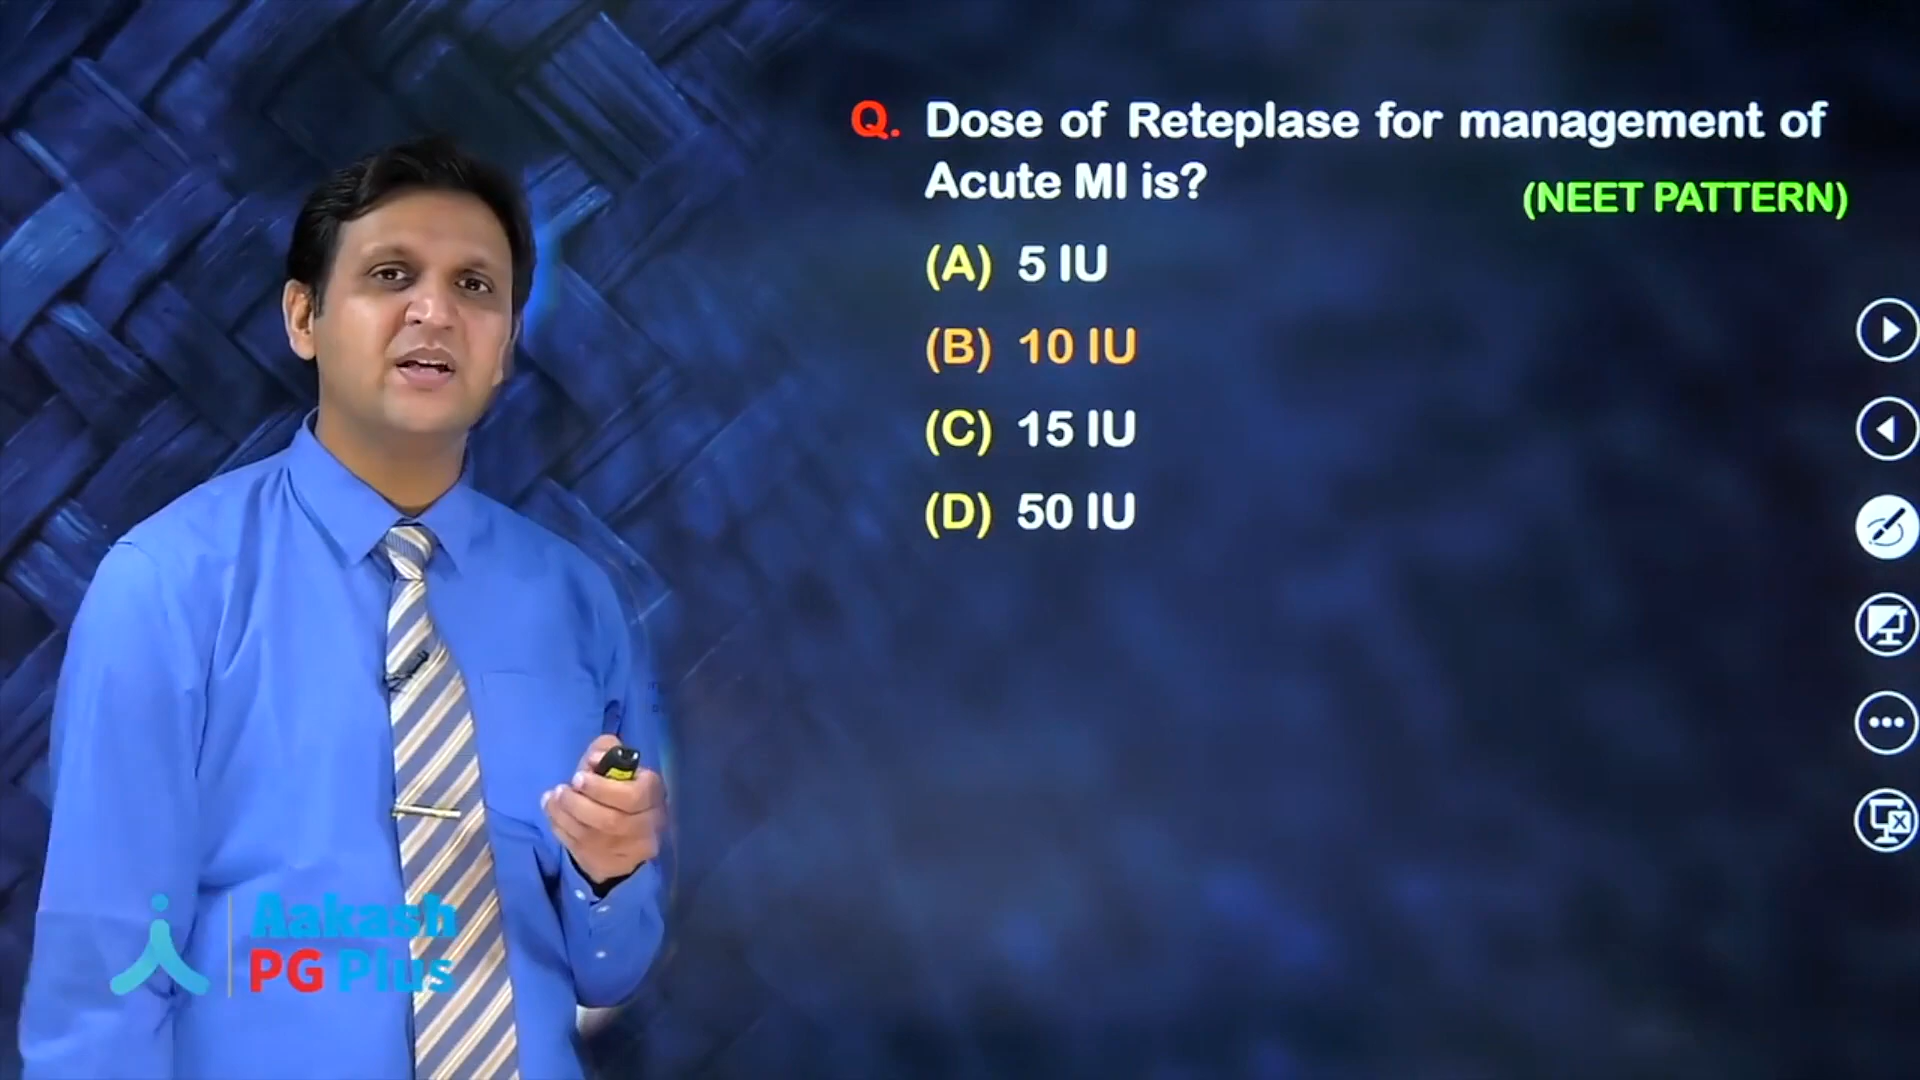 Q. Dose of Reteplase for management of
Acute MI is?
(NEET PATTERN)
(A) 5 IU
(B) 10 IU
(C) 15 IU
(D) 50 IU
Aakash
PG Plus